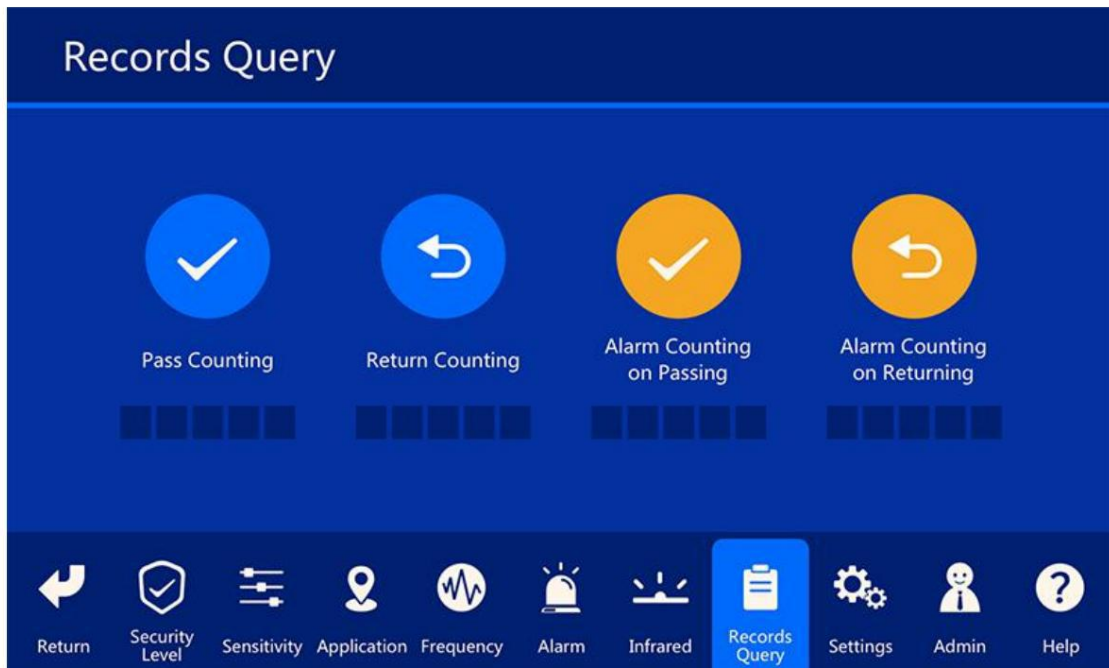 Records Query
Pass Counting
Return Counting
Alarm Counting
on Passing
Alarm Counting
on Returning
Return
Security
Level
Sensitivity
Application
Frequency
Alarm
Infrared
Records
Query
Settings
Admin
?
Help